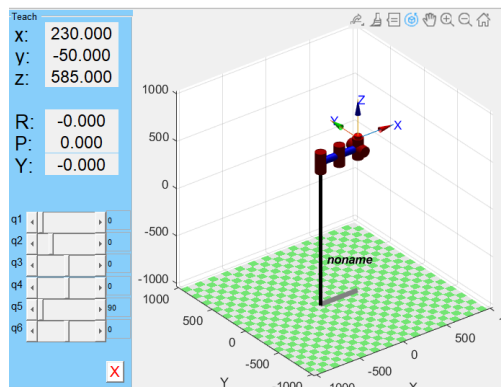 Teach
x: 230.000
y: -50.000
z: 585.000
R: -0.000
P: 0.000
Y: -0.000
q1 0
q2 0
q3 0
q4 0
q5 90
q6 0
X
1000
500
0
-500
-1000
1000
500
0
-500
-1000
Y
-1000
-500
0
500
X
Z
Y
X
noname